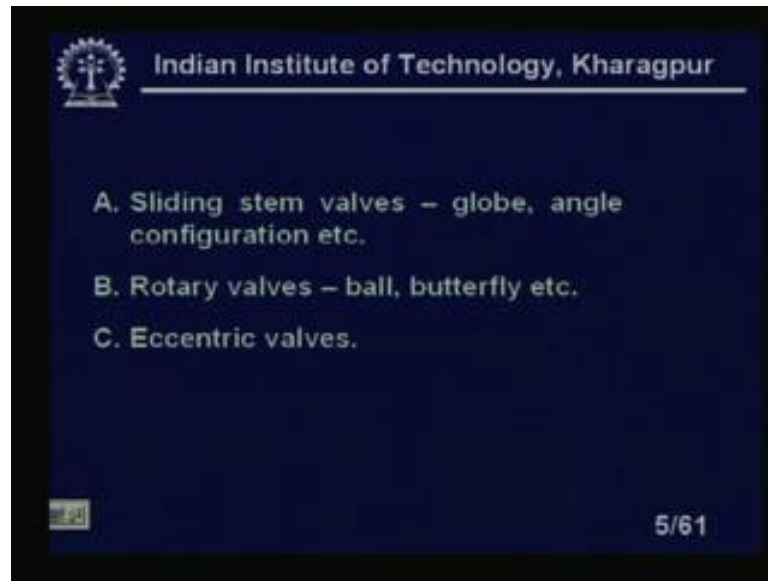 Indian Institute of Technology, Kharagpur
A. Sliding stem valves – globe, angle
configuration etc.
B. Rotary valves – ball, butterfly etc.
C. Eccentric valves.
5/61